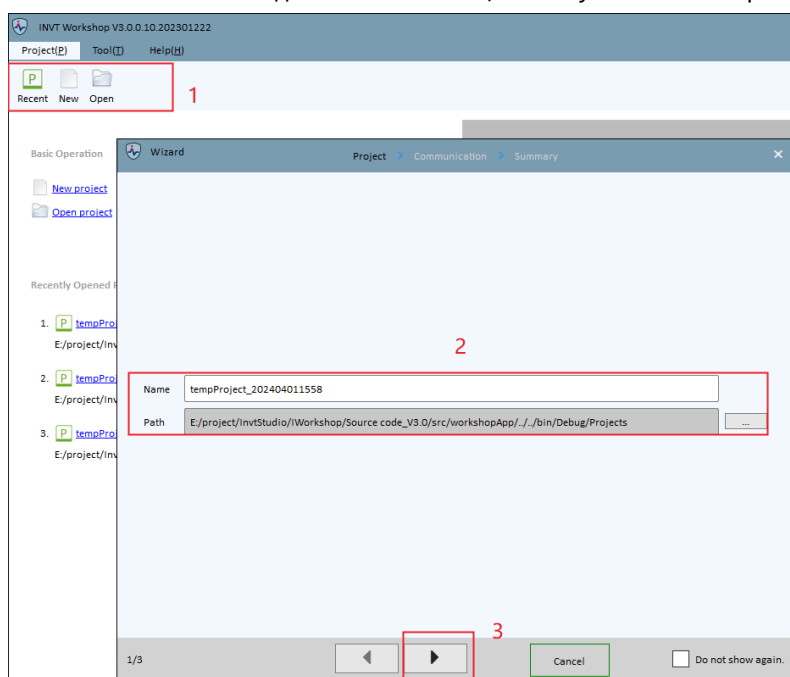 INVT Workshop V3.0.0.10.202301222
Project(P) Tool(T) Help(H)
Recent New Open
1
Basic Operation
New project
Open project
Recently Opened
1. P tempPro
E:/project/Inv
2. P tempPro
E:/project/Inv
3. P tempPro
E:/project/Inv
Wizard Project > Communication > Summary ×
2
Name tempProject_202404011558
Path E:/project/InvtStudio/IWorkshop/Source code_V3.0/src/workshopApp/../../bin/Debug/Projects ...
3
1/3 Cancel Do not show again.